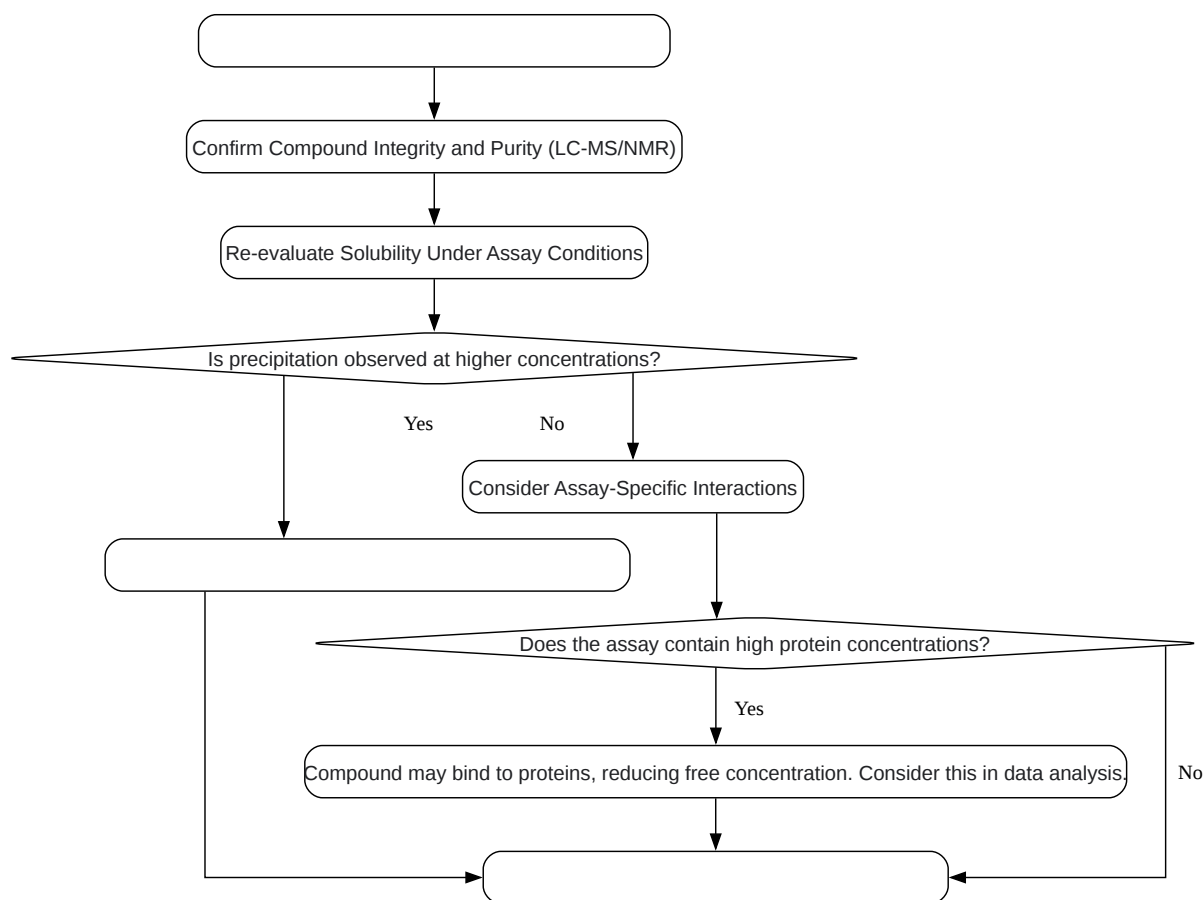 Confirm Compound Integrity and Purity (LC-MS/NMR)
Re-evaluate Solubility Under Assay Conditions
Is precipitation observed at higher concentrations?
Yes
No
Consider Assay-Specific Interactions
Does the assay contain high protein concentrations?
Yes
Compound may bind to proteins, reducing free concentration. Consider this in data analysis.
No